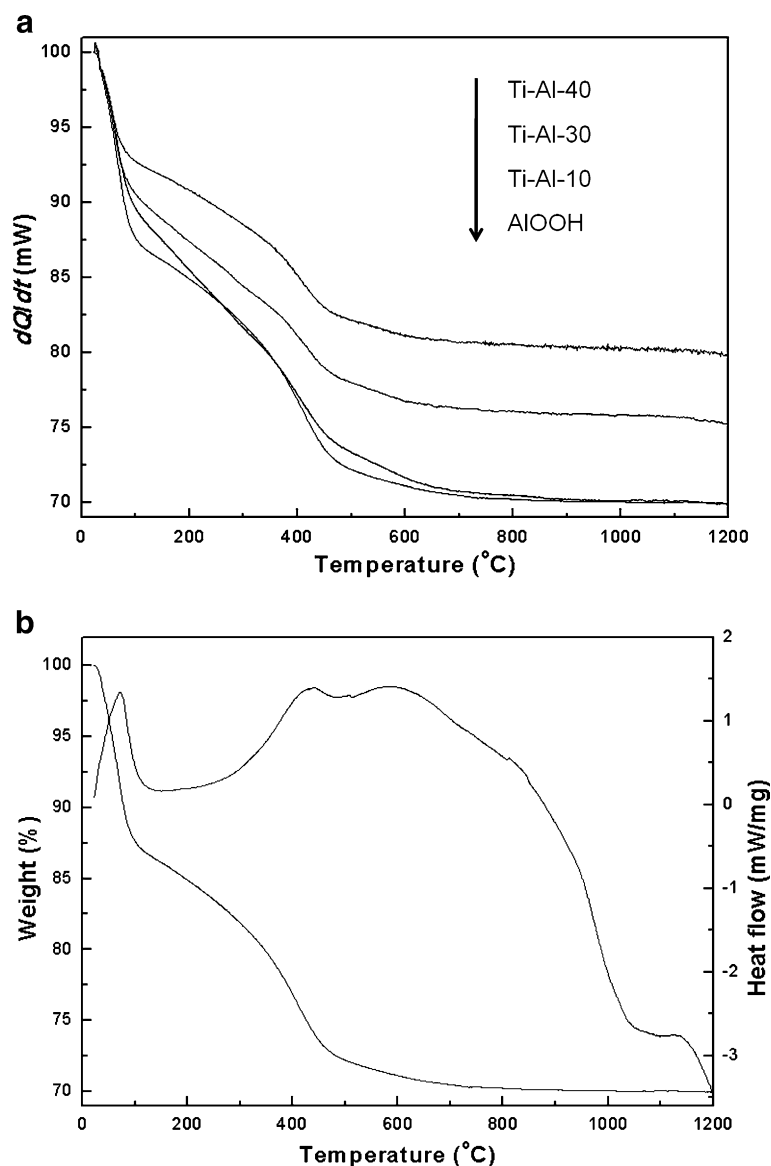 a
dQ/dt (mW)
100
95
90
85
80
75
70
Ti-Al-40
Ti-Al-30
Ti-Al-10
AlOOH
0 200 400 600 800 1000 1200
Temperature (°C)
b
Weight (%)
100
95
90
85
80
75
70
2
1
0
-1
-2
-3
Heat flow (mW/mg)
0 200 400 600 800 1000 1200
Temperature (°C)